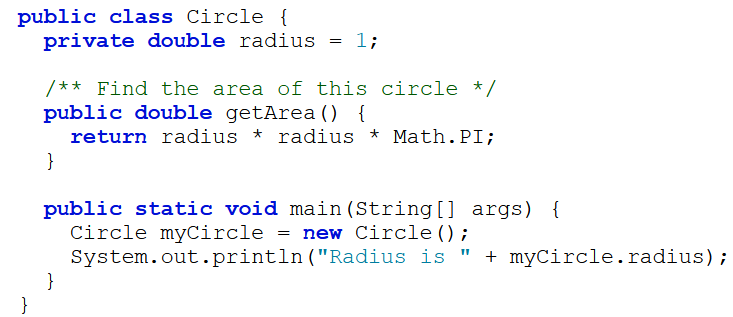 public class Circle {
  private double radius = 1;

  /** Find the area of this circle */
  public double getArea() {
    return radius * radius * Math.PI;
  }

  public static void main(String[] args) {
    Circle myCircle = new Circle();
    System.out.println("Radius is " + myCircle.radius);
  }
}